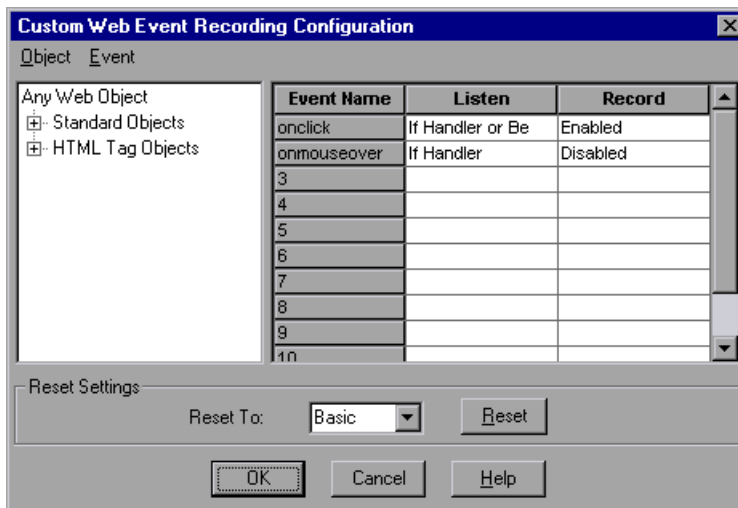 Custom Web Event Recording Configuration
Object Event
Any Web Object
Standard Objects
HTML Tag Objects
Event Name Listen Record
onclick If Handler or Be Enabled
onmouseover If Handler Disabled
3
4
5
6
7
8
9
10
Reset Settings
Reset To: Basic Reset
OK Cancel Help